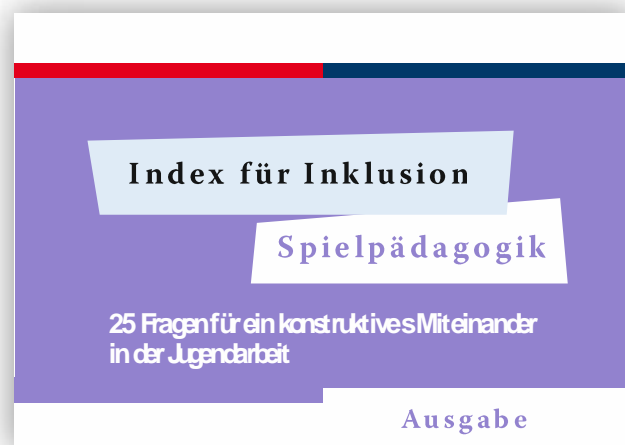 Index für Inklusion
Spielpädagogik
25 Fragen für ein konstruktives Miteinander
in der Jugendarbeit
Ausgabe